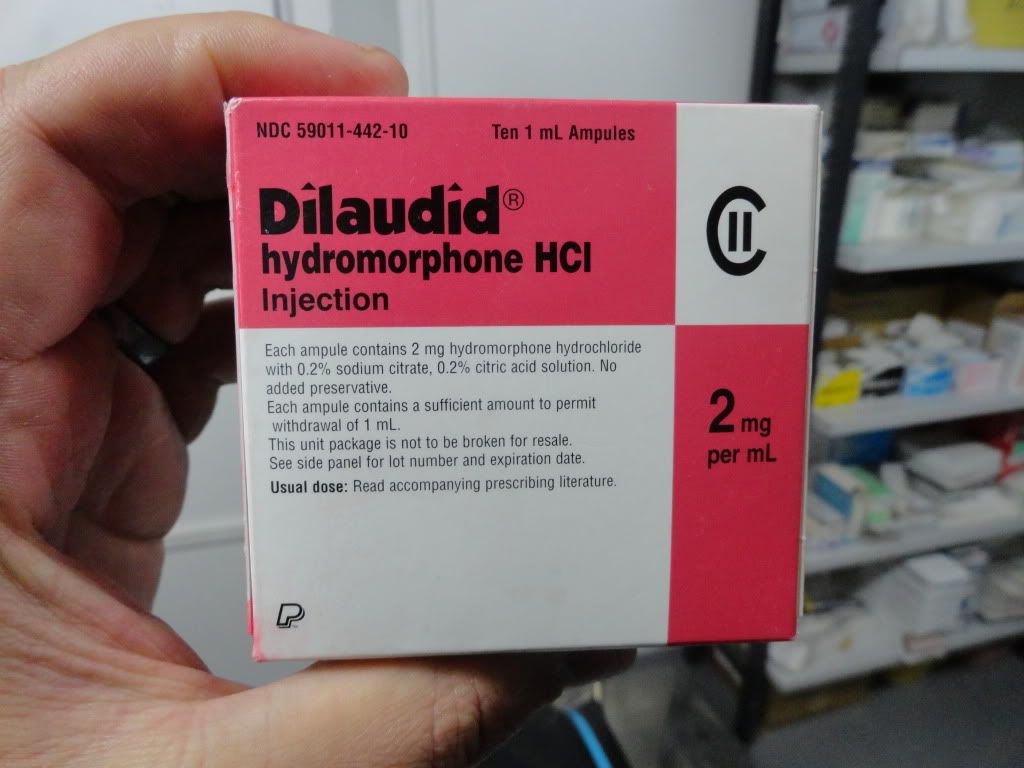 NDC 59011-442-10 Ten 1 mL Ampules
Dilaudid®
hydromorphone HCl
Injection
CII
Each ampule contains 2 mg hydromorphone hydrochloride
with 0.2% sodium citrate, 0.2% citric acid solution. No
added preservative.
Each ampule contains a sufficient amount to permit
withdrawal of 1 mL.
This unit package is not to be broken for resale.
See side panel for lot number and expiration date.
Usual dose: Read accompanying prescribing literature.
2 mg
per mL
P